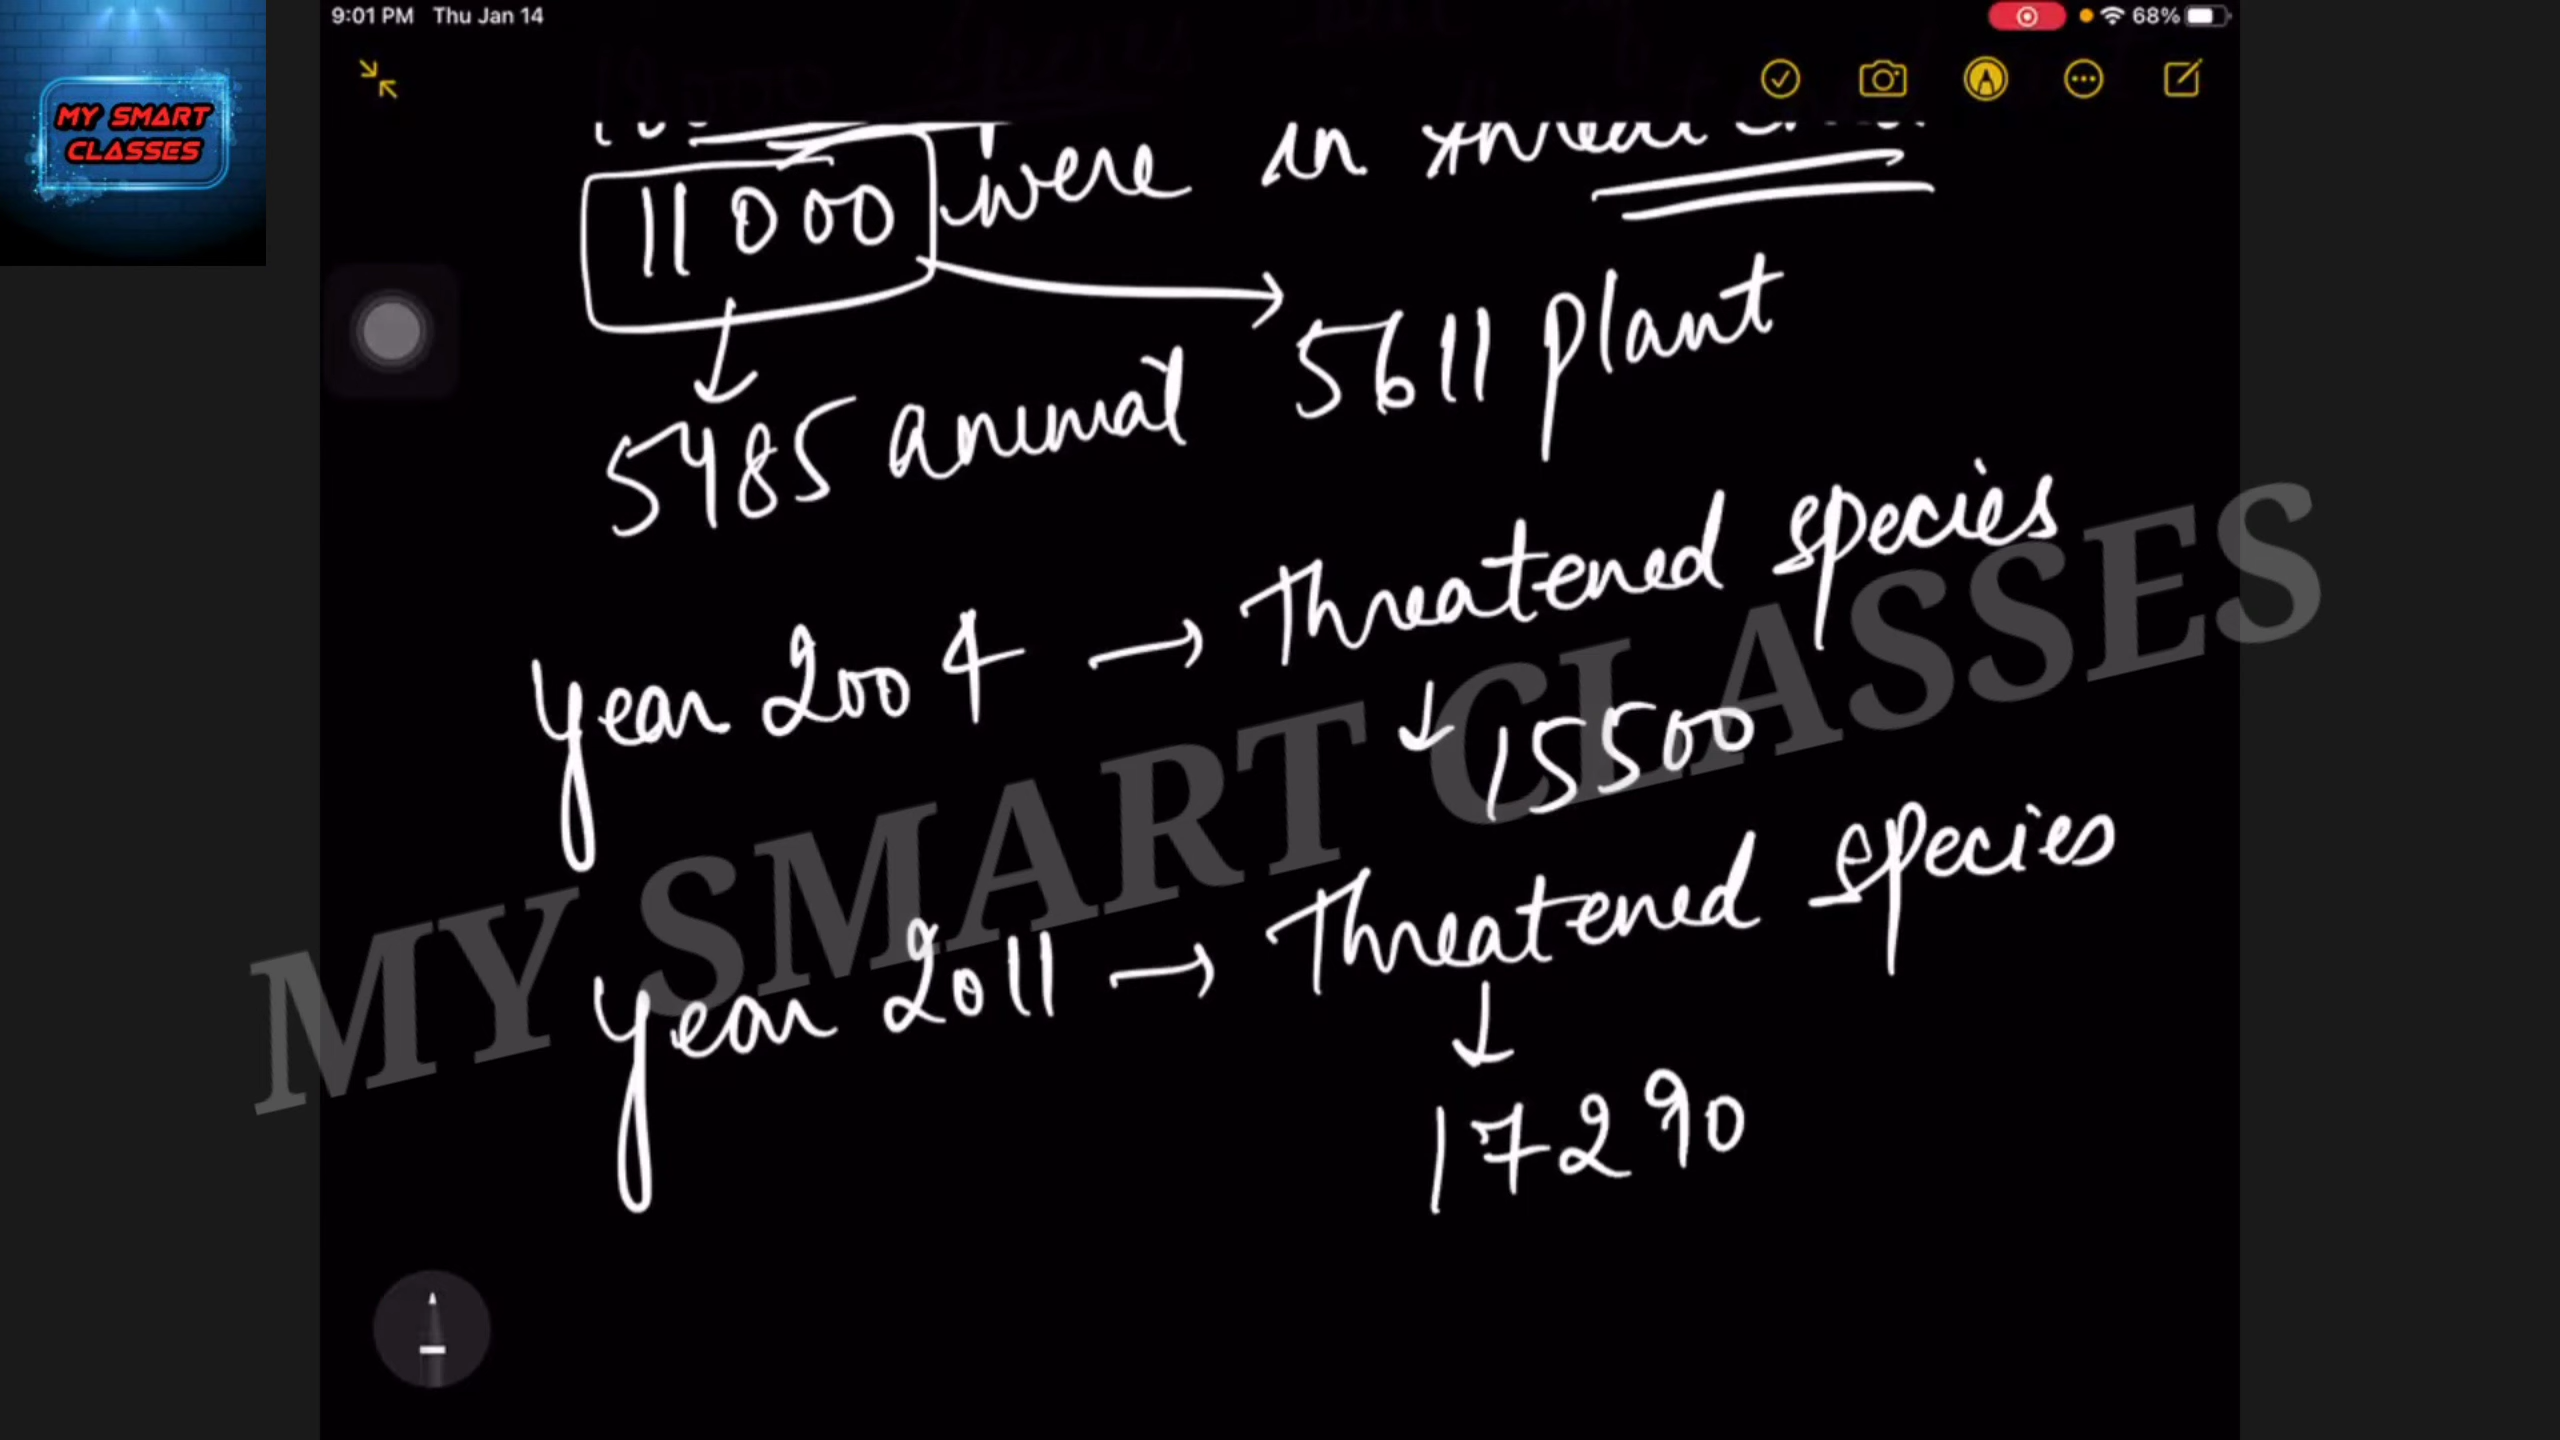 9:01 PM Thu Jan 14
68%
MY SMART
CLASSES
were in
11000
5485 animal 5611 plant
Year 2004 → Threatened species
↓ 15500
Year 2011 → Threatened species
↓
17290
MY SMART CLASSES